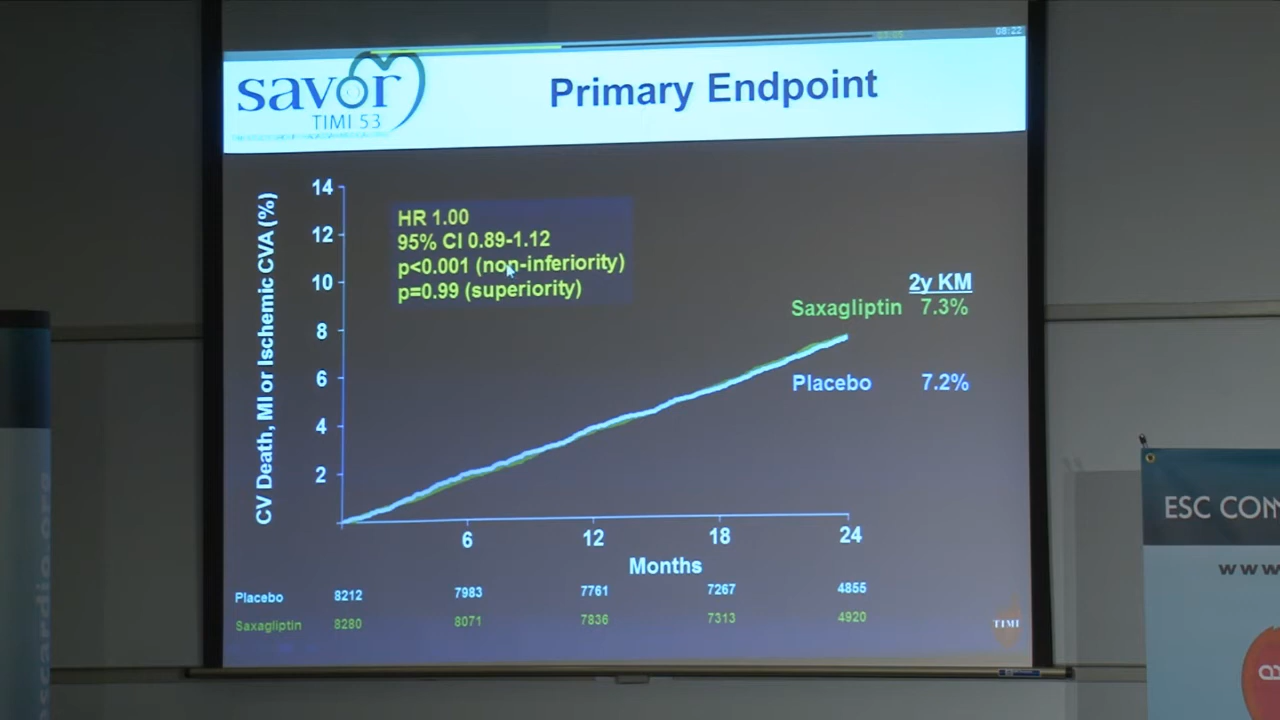 08:22
savor
TIMI 53
Primary Endpoint
CV Death, MI or Ischemic CVA (%)
14
12
10
8
6
4
2
HR 1.00
95% CI 0.89-1.12
p<0.001 (non-inferiority)
p=0.99 (superiority)
2y KM
Saxagliptin 7.3%
Placebo 7.2%
6 12 18 24
Months
Placebo 8212 7983 7761 7267 4855
Saxagliptin 8280 8071 7836 7313 4920
TIMI
ESC CON
www